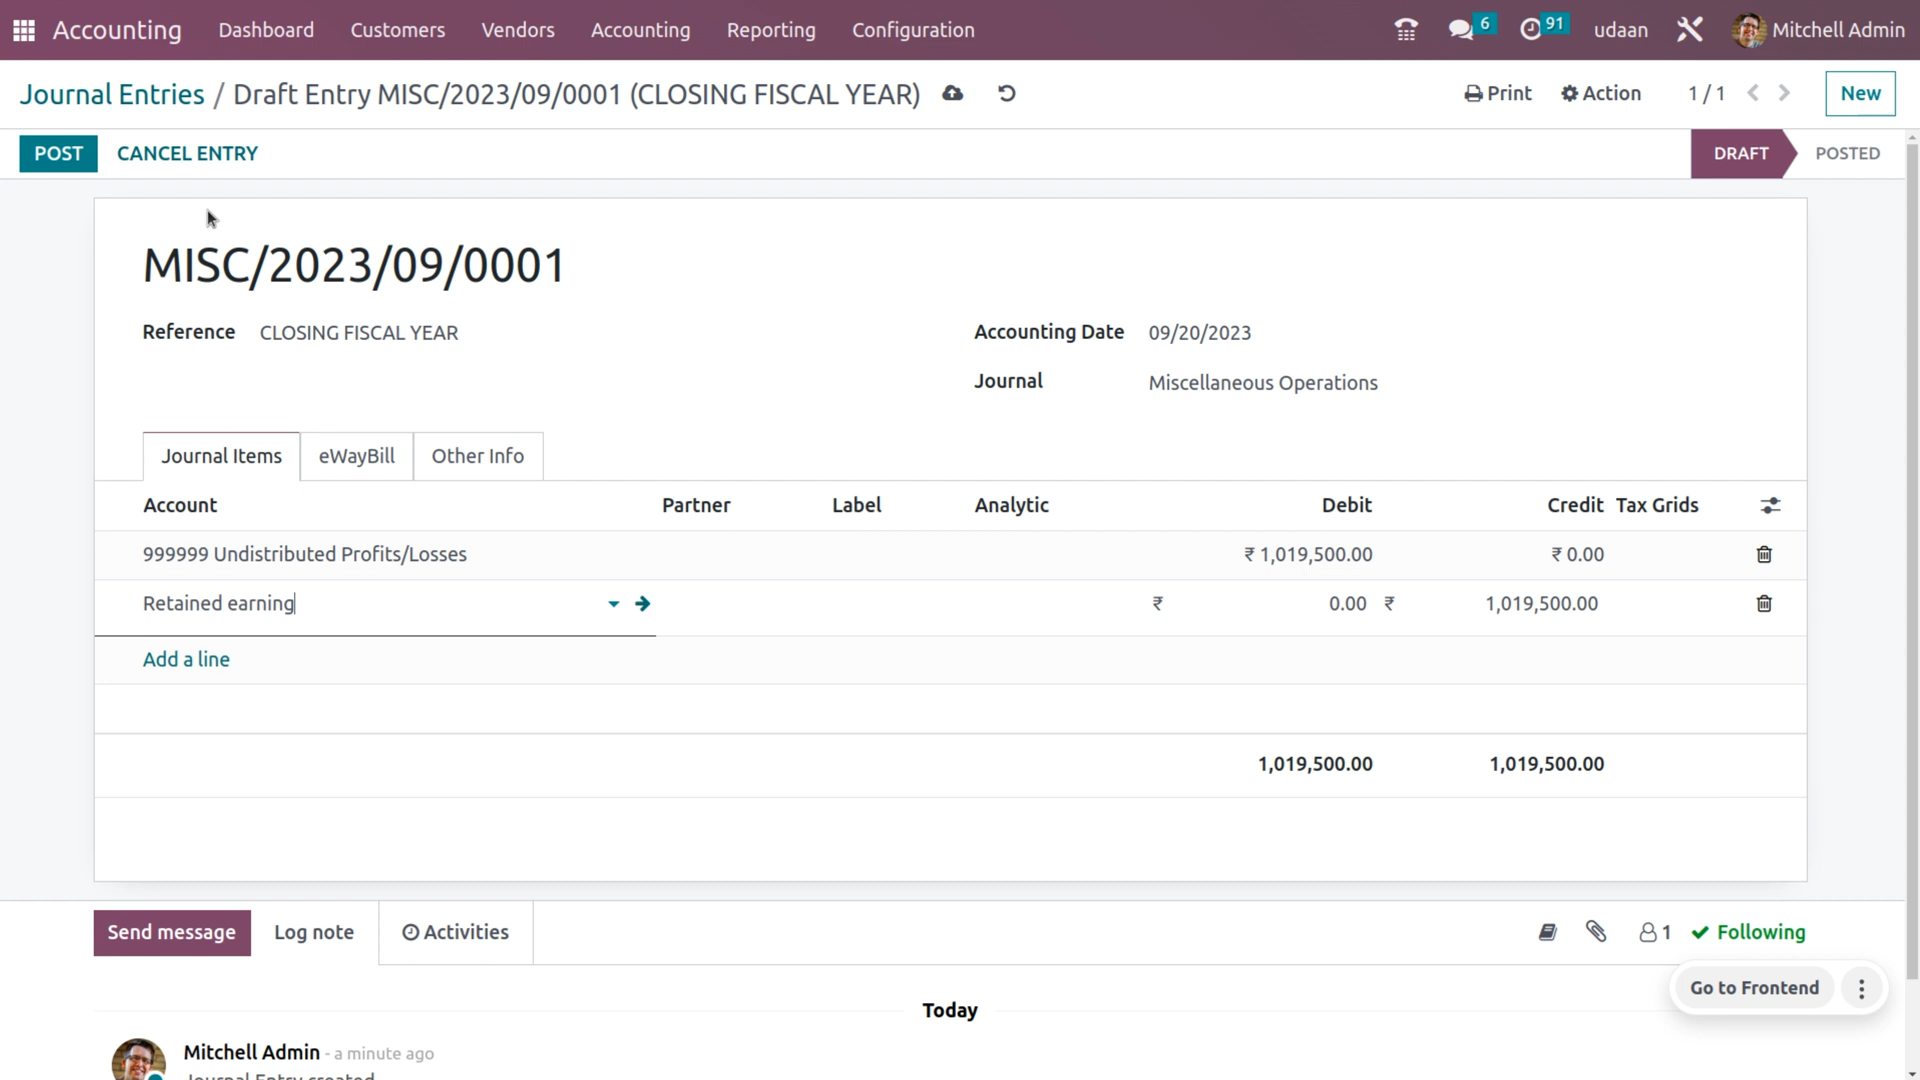 Accounting Dashboard Customers Vendors Accounting Reporting Configuration 6 91 udaan Mitchell Admin
Journal Entries / Draft Entry MISC/2023/09/0001 (CLOSING FISCAL YEAR) Print Action 1 / 1 New
POST CANCEL ENTRY DRAFT POSTED
MISC/2023/09/0001
Reference CLOSING FISCAL YEAR Accounting Date 09/20/2023
Journal Miscellaneous Operations
Journal Items eWayBill Other Info
Account Partner Label Analytic Debit Credit Tax Grids
999999 Undistributed Profits/Losses ₹ 1,019,500.00 ₹ 0.00
Retained earning ₹ 0.00 ₹ 1,019,500.00
Add a line
1,019,500.00 1,019,500.00
Send message Log note Activities 1 Following
Go to Frontend
Today
Mitchell Admin - a minute ago
Journal Entry created